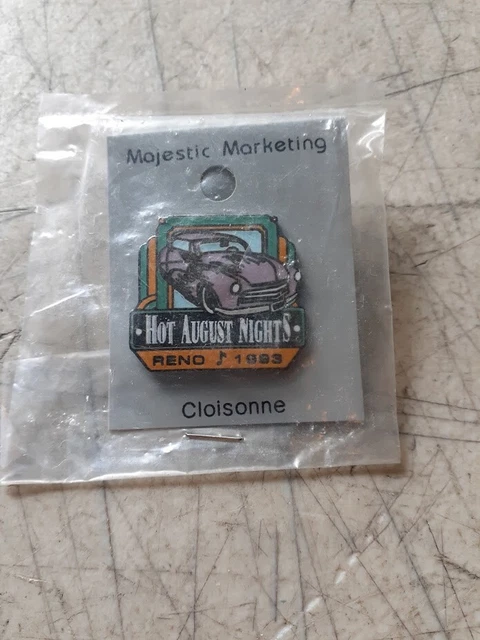 Majestic Marketing
· HOT AUGUST NIGHTS ·
RENO ♪ 1993
Cloisonne